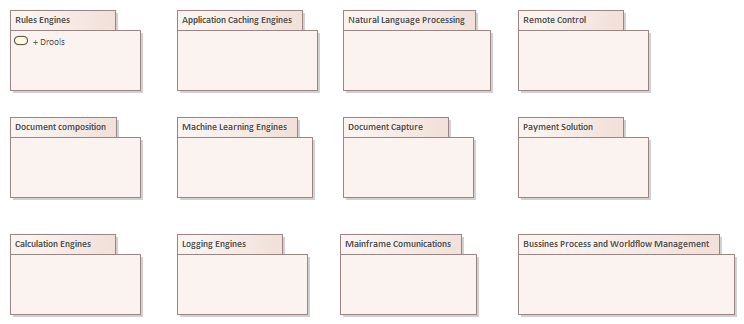 Rules Engines
+ Drools
Application Caching Engines
Natural Language Processing
Remote Control
Document composition
Machine Learning Engines
Document Capture
Payment Solution
Calculation Engines
Logging Engines
Mainframe Comunications
Bussines Process and Worldflow Management